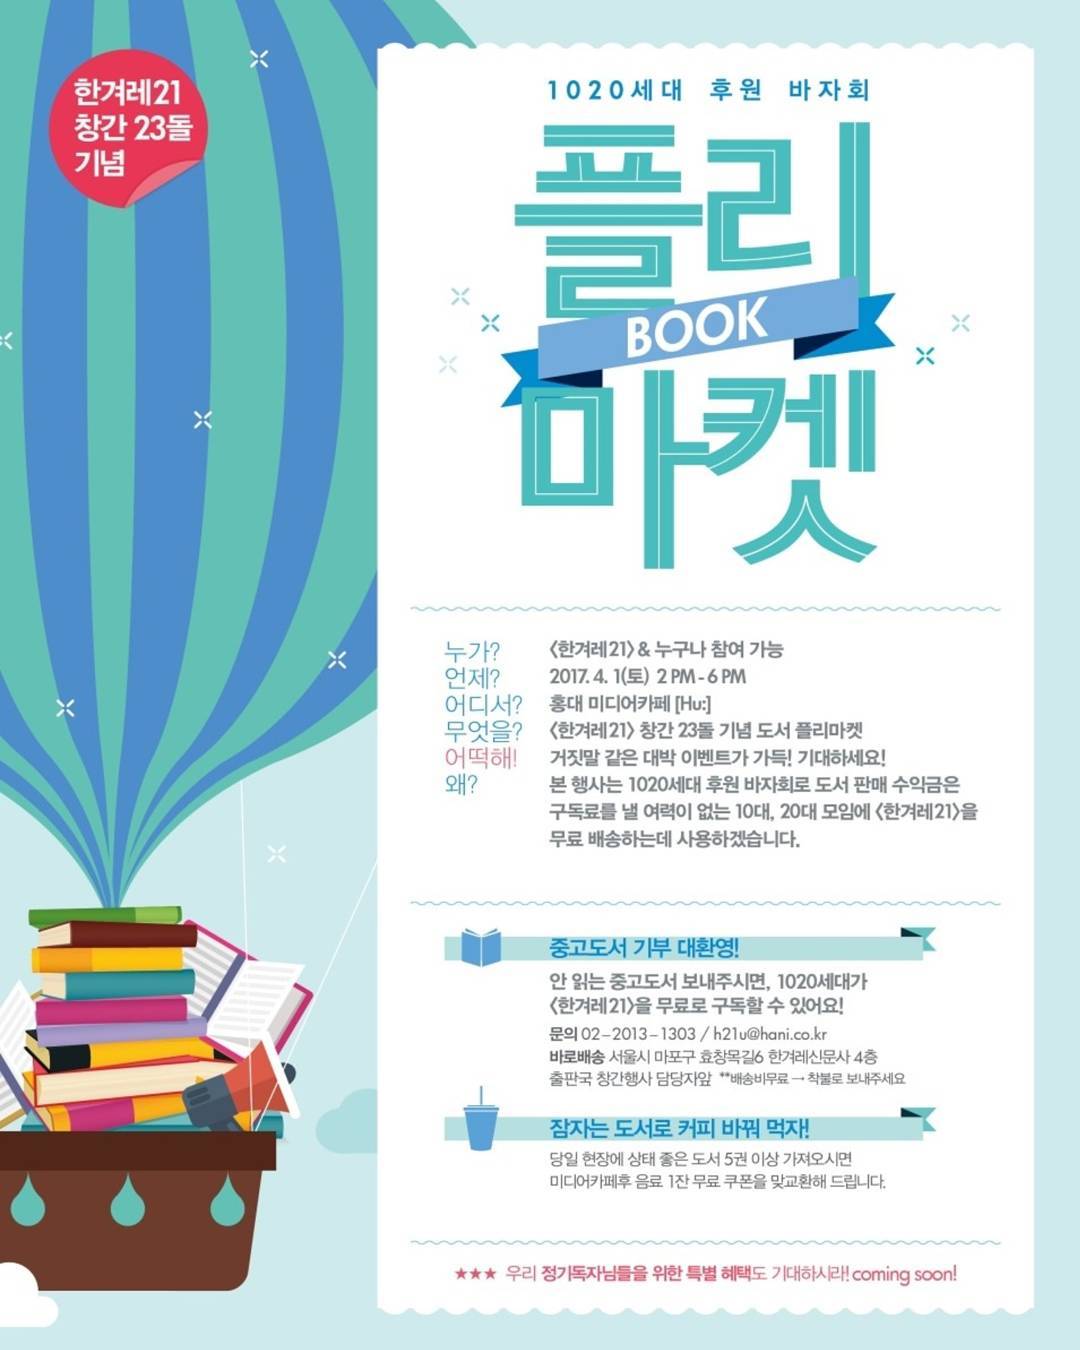 한겨레21
창간 23돌
기념
1020세대 후원 바자회
플리
BOOK
마켓
누가? 〈한겨레21〉 & 누구나 참여 가능
언제? 2017. 4. 1(토) 2 PM - 6 PM
어디서? 홍대 미디어카페 [Hu:]
무엇을? 〈한겨레21〉 창간 23돌 기념 도서 플리마켓
어떡해! 거짓말 같은 대박 이벤트가 가득! 기대하세요!
왜? 본 행사는 1020세대 후원 바자회로 도서 판매 수익금은
구독료를 낼 여력이 없는 10대, 20대 모임에 〈한겨레21〉을
무료 배송하는데 사용하겠습니다.
중고도서 기부 대환영!
안 읽는 중고도서 보내주시면, 1020세대가
〈한겨레21〉을 무료로 구독할 수 있어요!
문의 02-2013-1303 / h21u@hani.co.kr
바로배송 서울시 마포구 효창목길6 한겨레신문사 4층
출판국 창간행사 담당자앞 **배송비무료 → 착불로 보내주세요
잠자는 도서로 커피 바꿔 먹자!
당일 현장에 상태 좋은 도서 5권 이상 가져오시면
미디어카페후 음료 1잔 무료 쿠폰을 맞교환해 드립니다.
★★★ 우리 정기독자님들을 위한 특별 혜택도 기대하시라! coming soon!